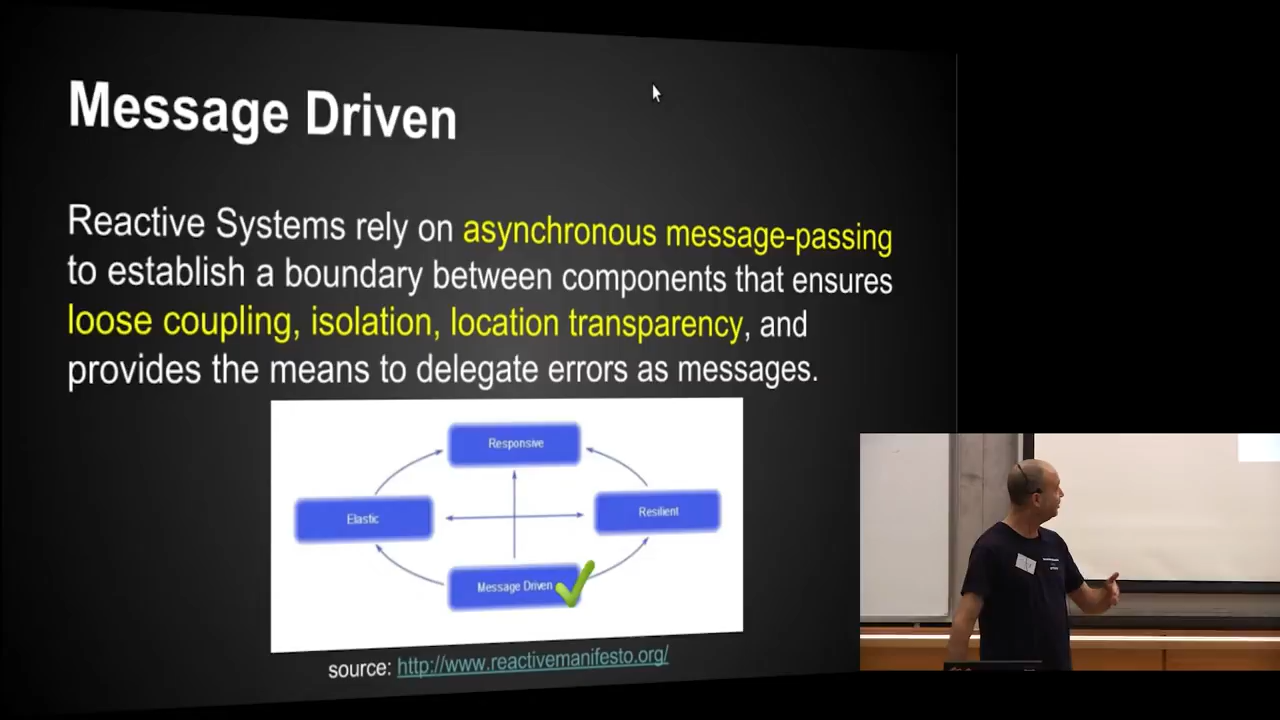 Message Driven
Reactive Systems rely on asynchronous message-passing
to establish a boundary between components that ensures
loose coupling, isolation, location transparency, and
provides the means to delegate errors as messages.
Responsive
Elastic
Resilient
Message Driven
source: http://www.reactivemanifesto.org/